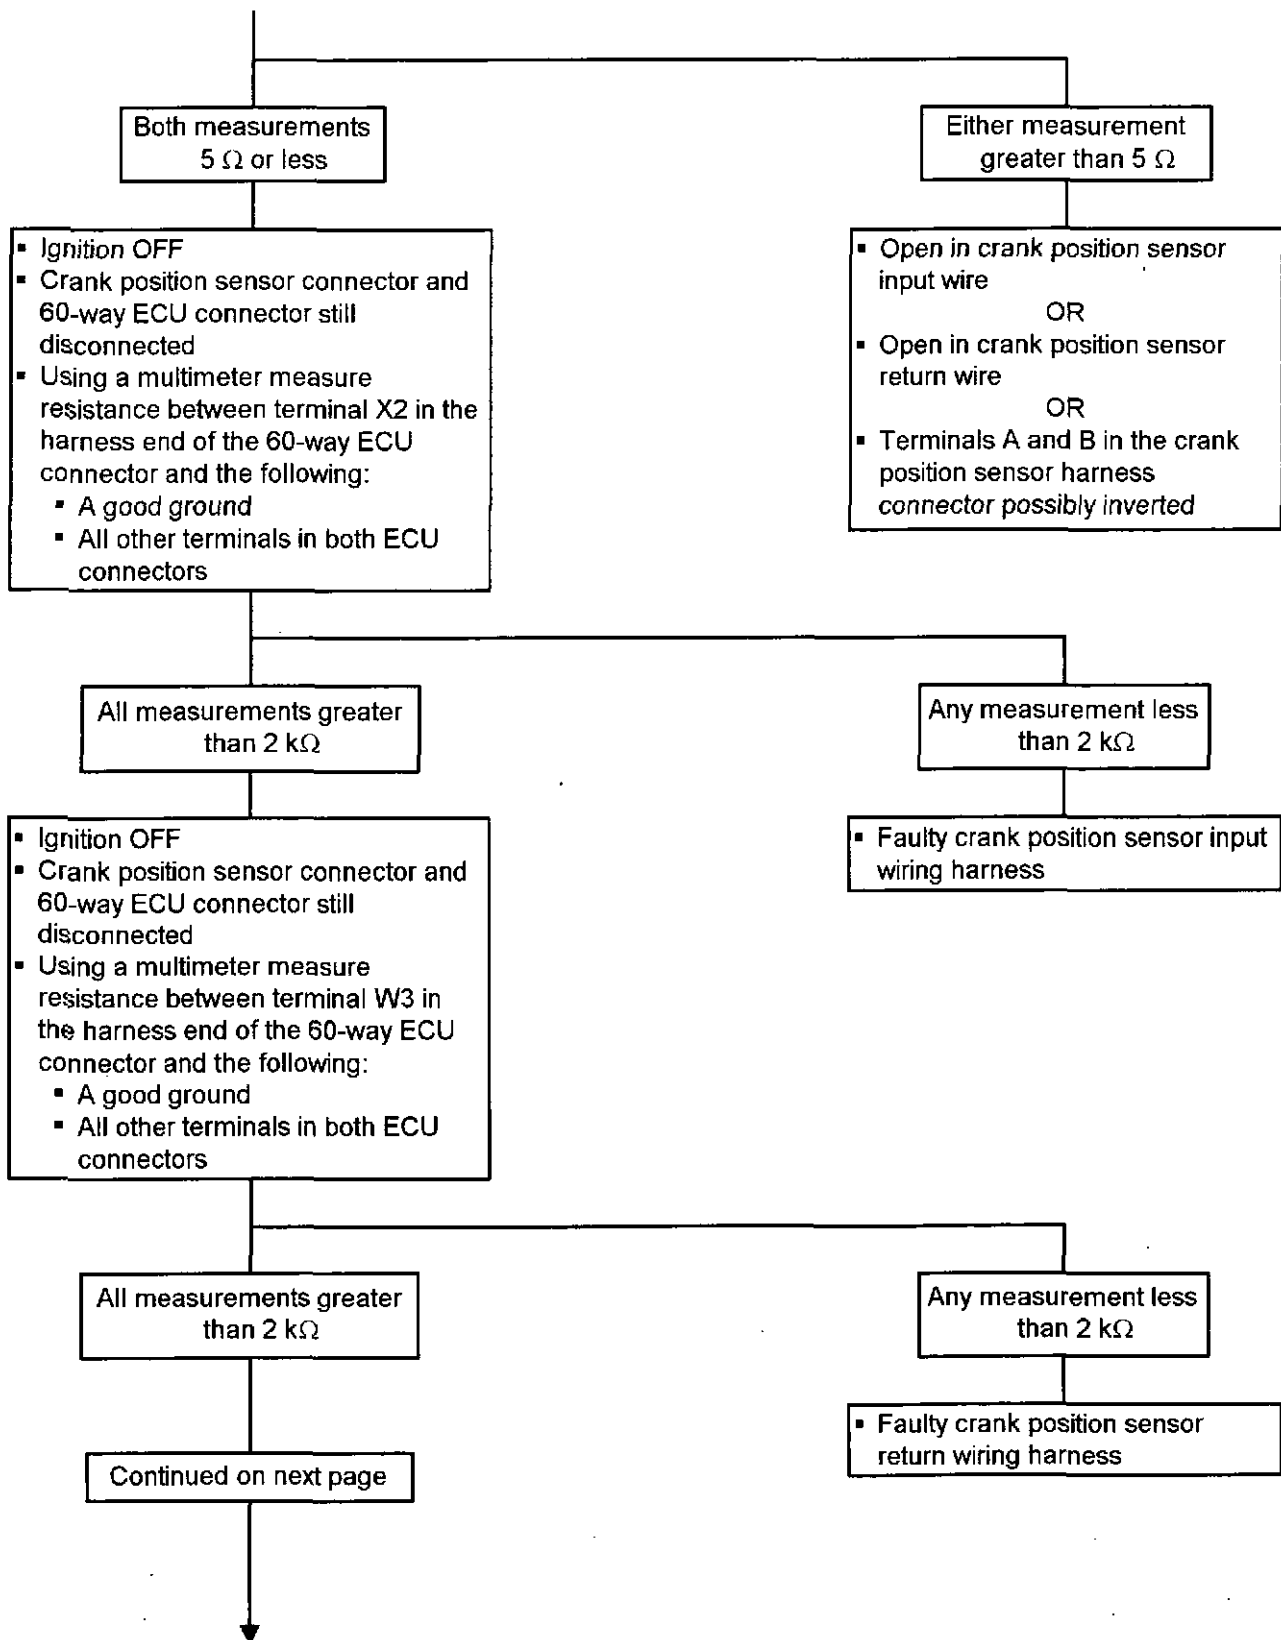 Both measurements
5 Ω or less
Either measurement
greater than 5 Ω
▪ Ignition OFF
▪ Crank position sensor connector and
60-way ECU connector still
disconnected
▪ Using a multimeter measure
resistance between terminal X2 in the
harness end of the 60-way ECU
connector and the following:
▪ A good ground
▪ All other terminals in both ECU
connectors
▪ Open in crank position sensor
input wire
OR
▪ Open in crank position sensor
return wire
OR
▪ Terminals A and B in the crank
position sensor harness
connector possibly inverted
All measurements greater
than 2 kΩ
Any measurement less
than 2 kΩ
▪ Ignition OFF
▪ Crank position sensor connector and
60-way ECU connector still
disconnected
▪ Using a multimeter measure
resistance between terminal W3 in
the harness end of the 60-way ECU
connector and the following:
▪ A good ground
▪ All other terminals in both ECU
connectors
▪ Faulty crank position sensor input
wiring harness
All measurements greater
than 2 kΩ
Any measurement less
than 2 kΩ
▪ Faulty crank position sensor
return wiring harness
Continued on next page